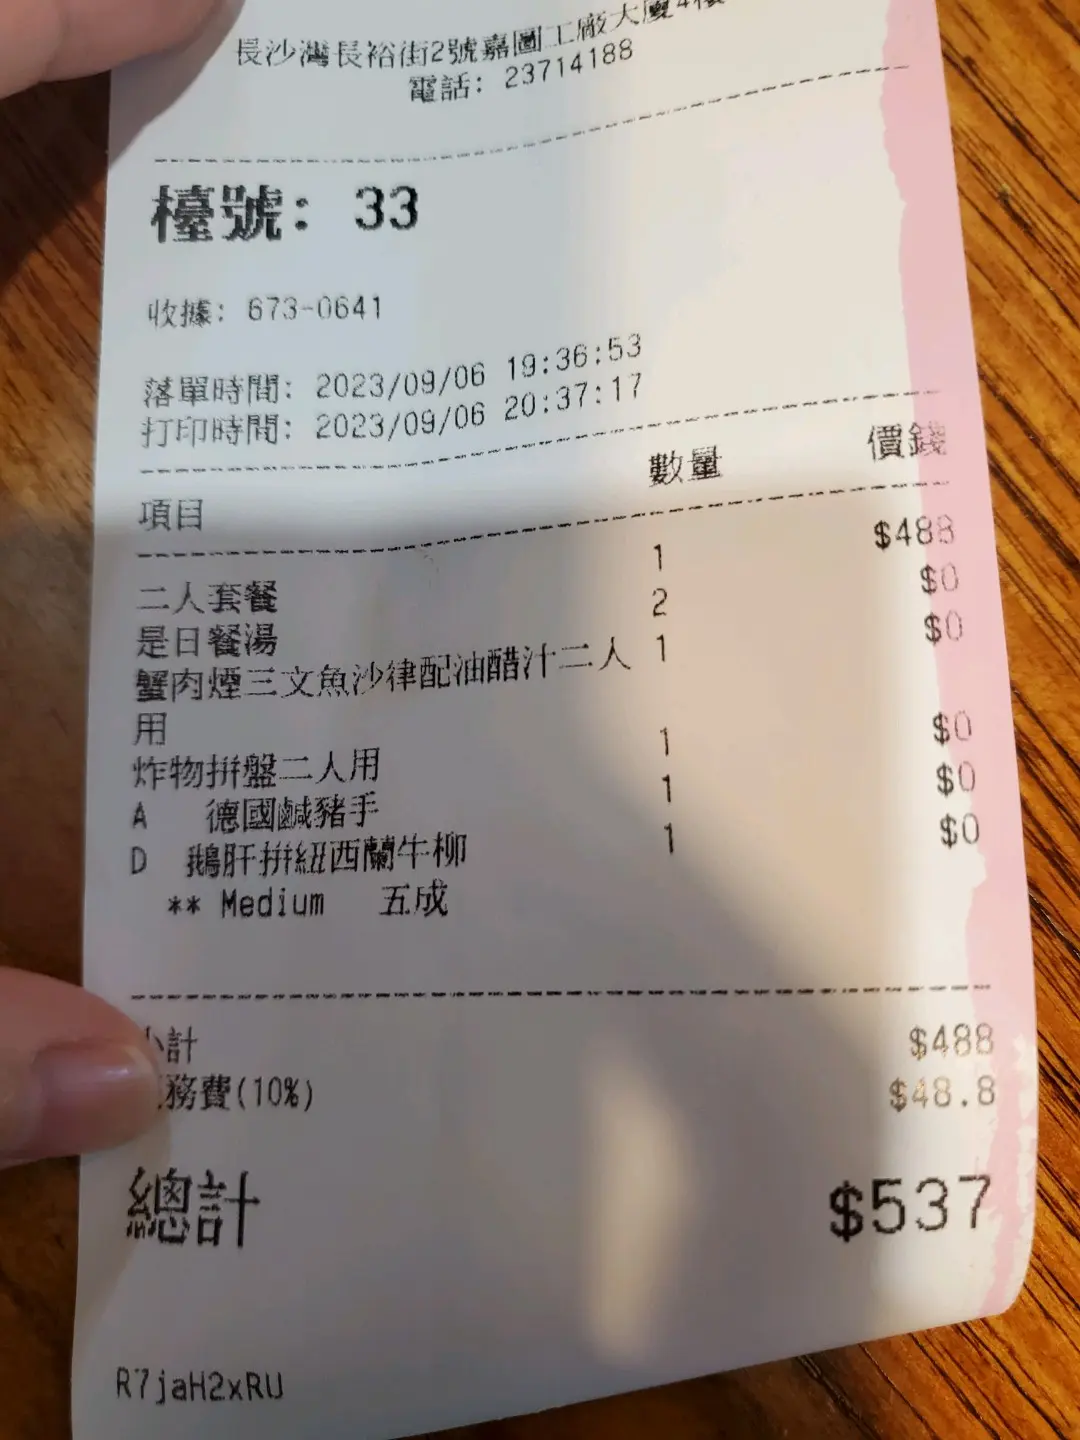 長沙灣長裕街2號嘉圖工廠大廈4樓
電話: 23714188
檯號: 33
收據: 673-0641
落單時間: 2023/09/06 19:36:53
打印時間: 2023/09/06 20:37:17
項目 數量 價錢
二人套餐 1 $488
是日餐湯 2 $0
蟹肉煙三文魚沙律配油醋汁二人 1 $0
用
炸物拼盤二人用 1 $0
A 德國鹹豬手 1 $0
D 鵝肝拼紐西蘭牛柳 1 $0
** Medium 五成
小計 $488
務費(10%) $48.8
總計 $537
R7jaH2xRU